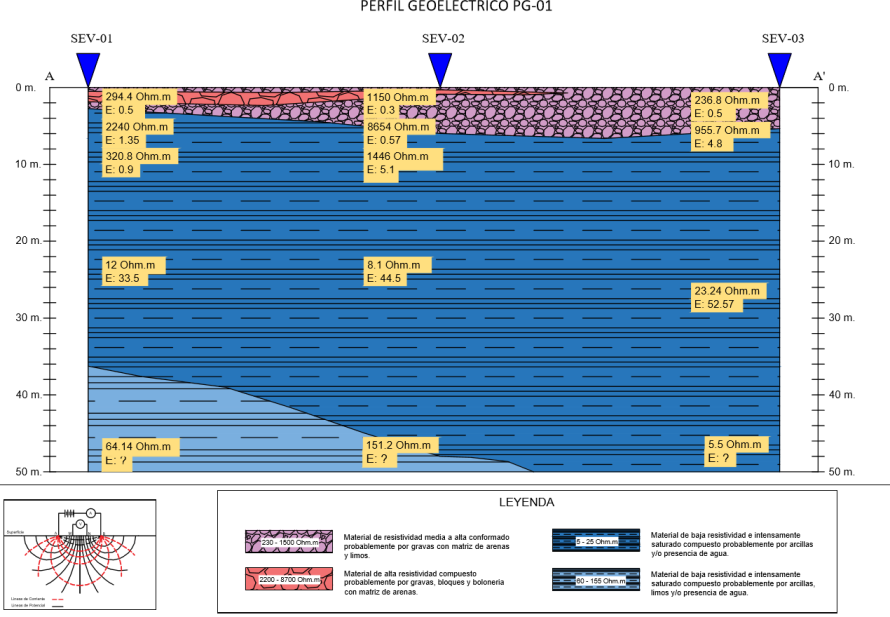 PERFIL GEOELECTRICO PG-01
SEV-01
SEV-02
SEV-03
A
A'
0 m.
0 m.
294.4 Ohm.m
E: 0.5
1150 Ohm.m
E: 0.3
236.8 Ohm.m
E: 0.5
2240 Ohm.m
E: 1.35
8654 Ohm.m
E: 0.57
955.7 Ohm.m
E: 4.8
320.8 Ohm.m
E: 0.9
1446 Ohm.m
E: 5.1
10 m.
10 m.
20 m.
20 m.
12 Ohm.m
E: 33.5
8.1 Ohm.m
E: 44.5
23.24 Ohm.m
E: 52.57
30 m.
30 m.
40 m.
40 m.
64.14 Ohm.m
E: ?
151.2 Ohm.m
E: ?
5.5 Ohm.m
E: ?
50 m.
50 m.
LEYENDA
230 - 1500 Ohm.m
Material de resistividad media a alta conformado
probablemente por gravas con matriz de arenas
y limos.
5 - 25 Ohm.m
Material de baja resistividad e intensamente
saturado compuesto probablemente por arcillas
y/o presencia de agua.
2200 - 8700 Ohm.m
Material de alta resistividad compuesto
probablemente por gravas, bloques y boloneria
con matriz de arenas.
60 - 155 Ohm.m
Material de baja resistividad e intensamente
saturado compuesto probablemente por arcillas,
limos y/o presencia de agua.
Superficie
A
V
Lineas de Corriente
Lineas de Potencial